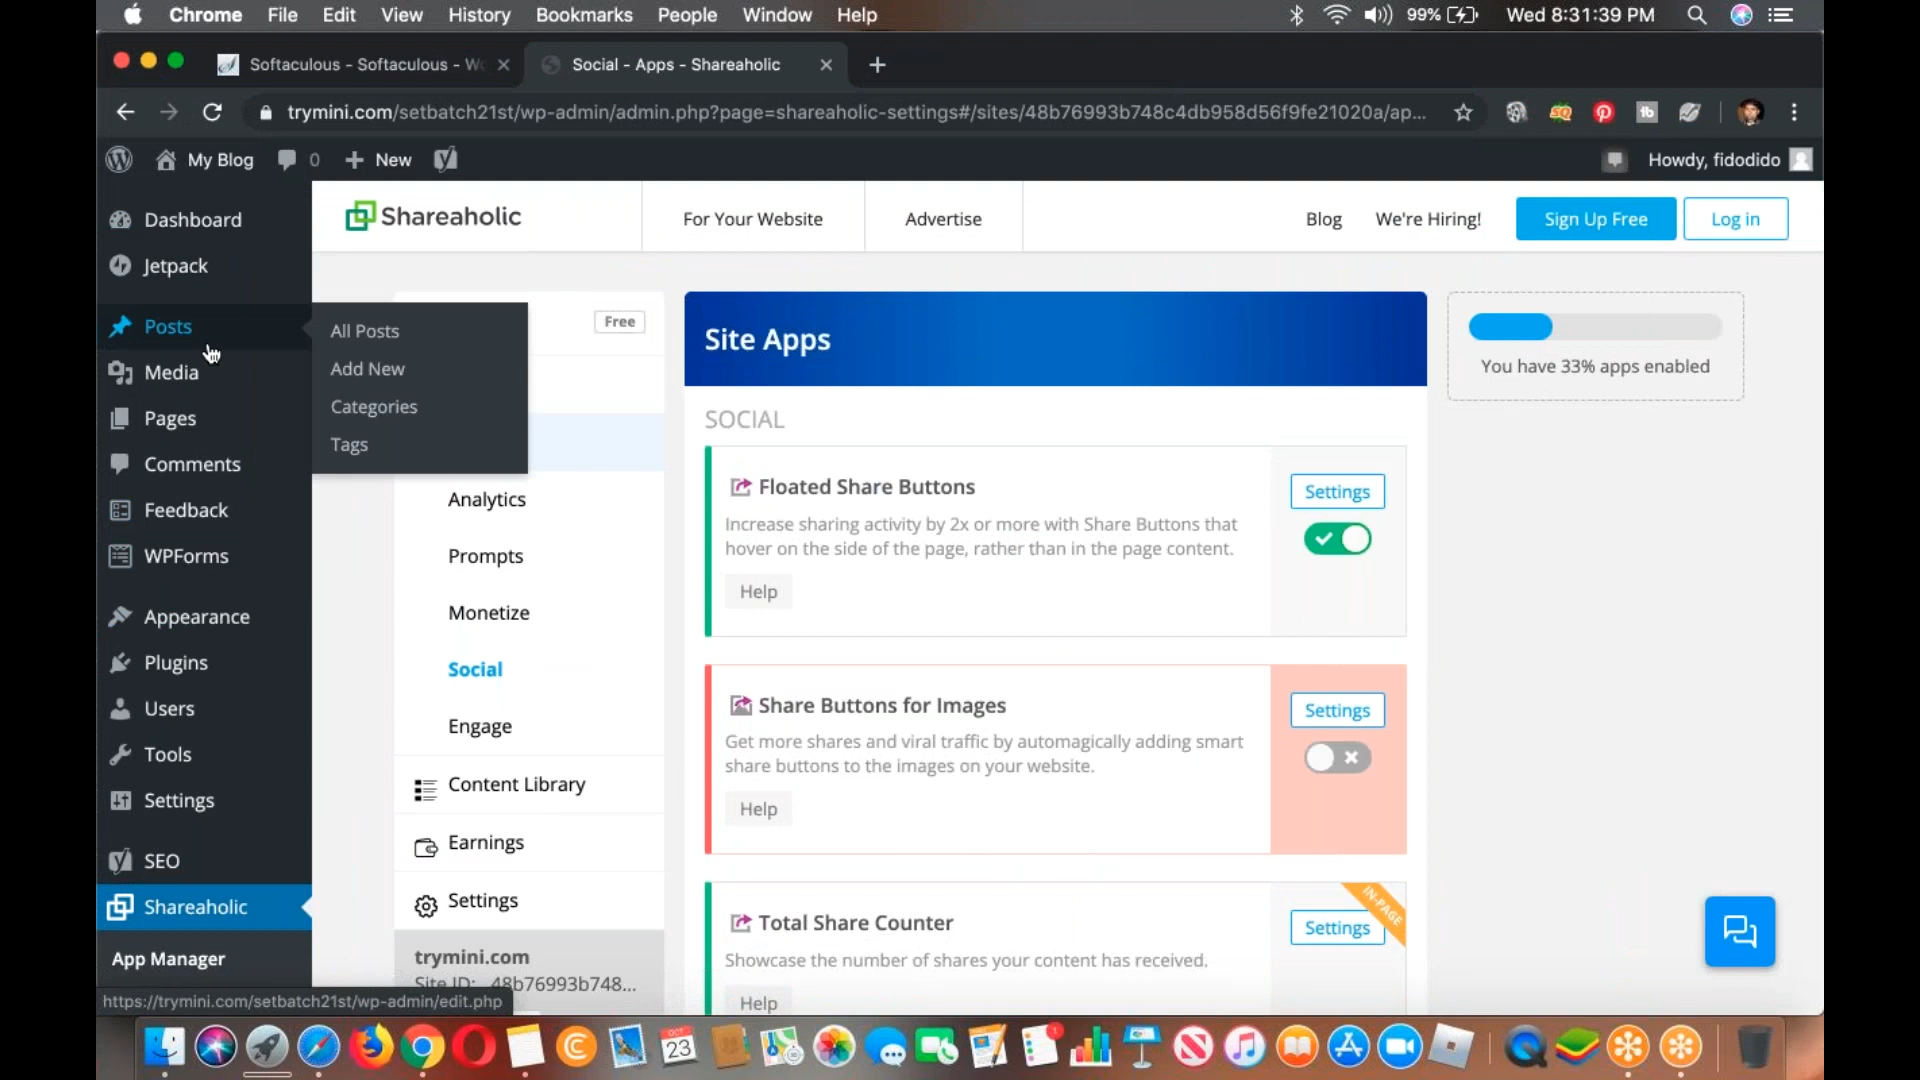 Chrome File Edit View History Bookmarks People Window Help 99% Wed 8:31:39 PM
Softaculous - Softaculous - W
Social - Apps - Shareaholic
trymini.com/setbatch21st/wp-admin/admin.php?page=shareaholic-settings#/sites/48b76993b748c4db958d56f9fe21020a/ap...
My Blog 0 New Howdy, fidodido
Shareaholic For Your Website Advertise Blog We're Hiring! Sign Up Free Log in
Dashboard
Jetpack
Posts
Media
Pages
Comments
Feedback
WPForms
Appearance
Plugins
Users
Tools
Settings
SEO
Shareaholic
App Manager
All Posts
Add New
Categories
Tags
Free
Analytics
Prompts
Monetize
Social
Engage
Content Library
Earnings
Settings
trymini.com
Site ID: 48b76993b748...
https://trymini.com/setbatch21st/wp-admin/edit.php
Site Apps
SOCIAL
Floated Share Buttons
Increase sharing activity by 2x or more with Share Buttons that
hover on the side of the page, rather than in the page content.
Help
Settings
Share Buttons for Images
Get more shares and viral traffic by automagically adding smart
share buttons to the images on your website.
Help
Settings
Total Share Counter
Showcase the number of shares your content has received.
Help
Settings
IN-PAGE
You have 33% apps enabled
OCT
23
1